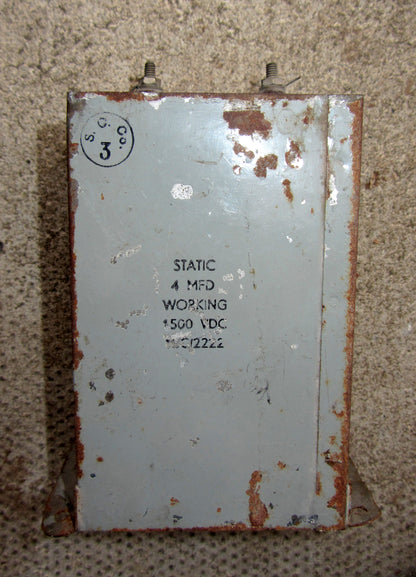 S. C. Co.
3
STATIC
4 MFD
WORKING
1500 VDC